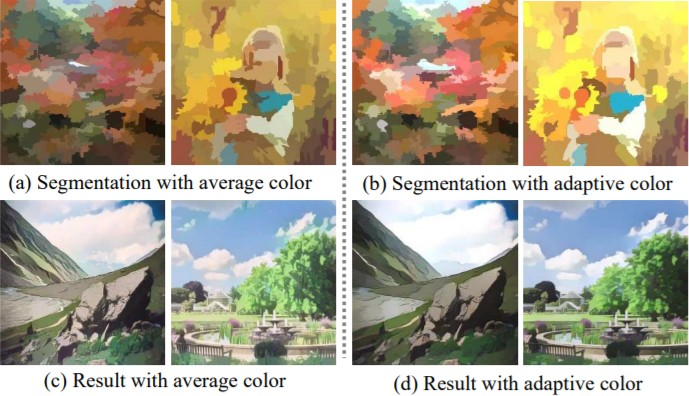 (a) Segmentation with average color
(b) Segmentation with adaptive color
(c) Result with average color
(d) Result with adaptive color